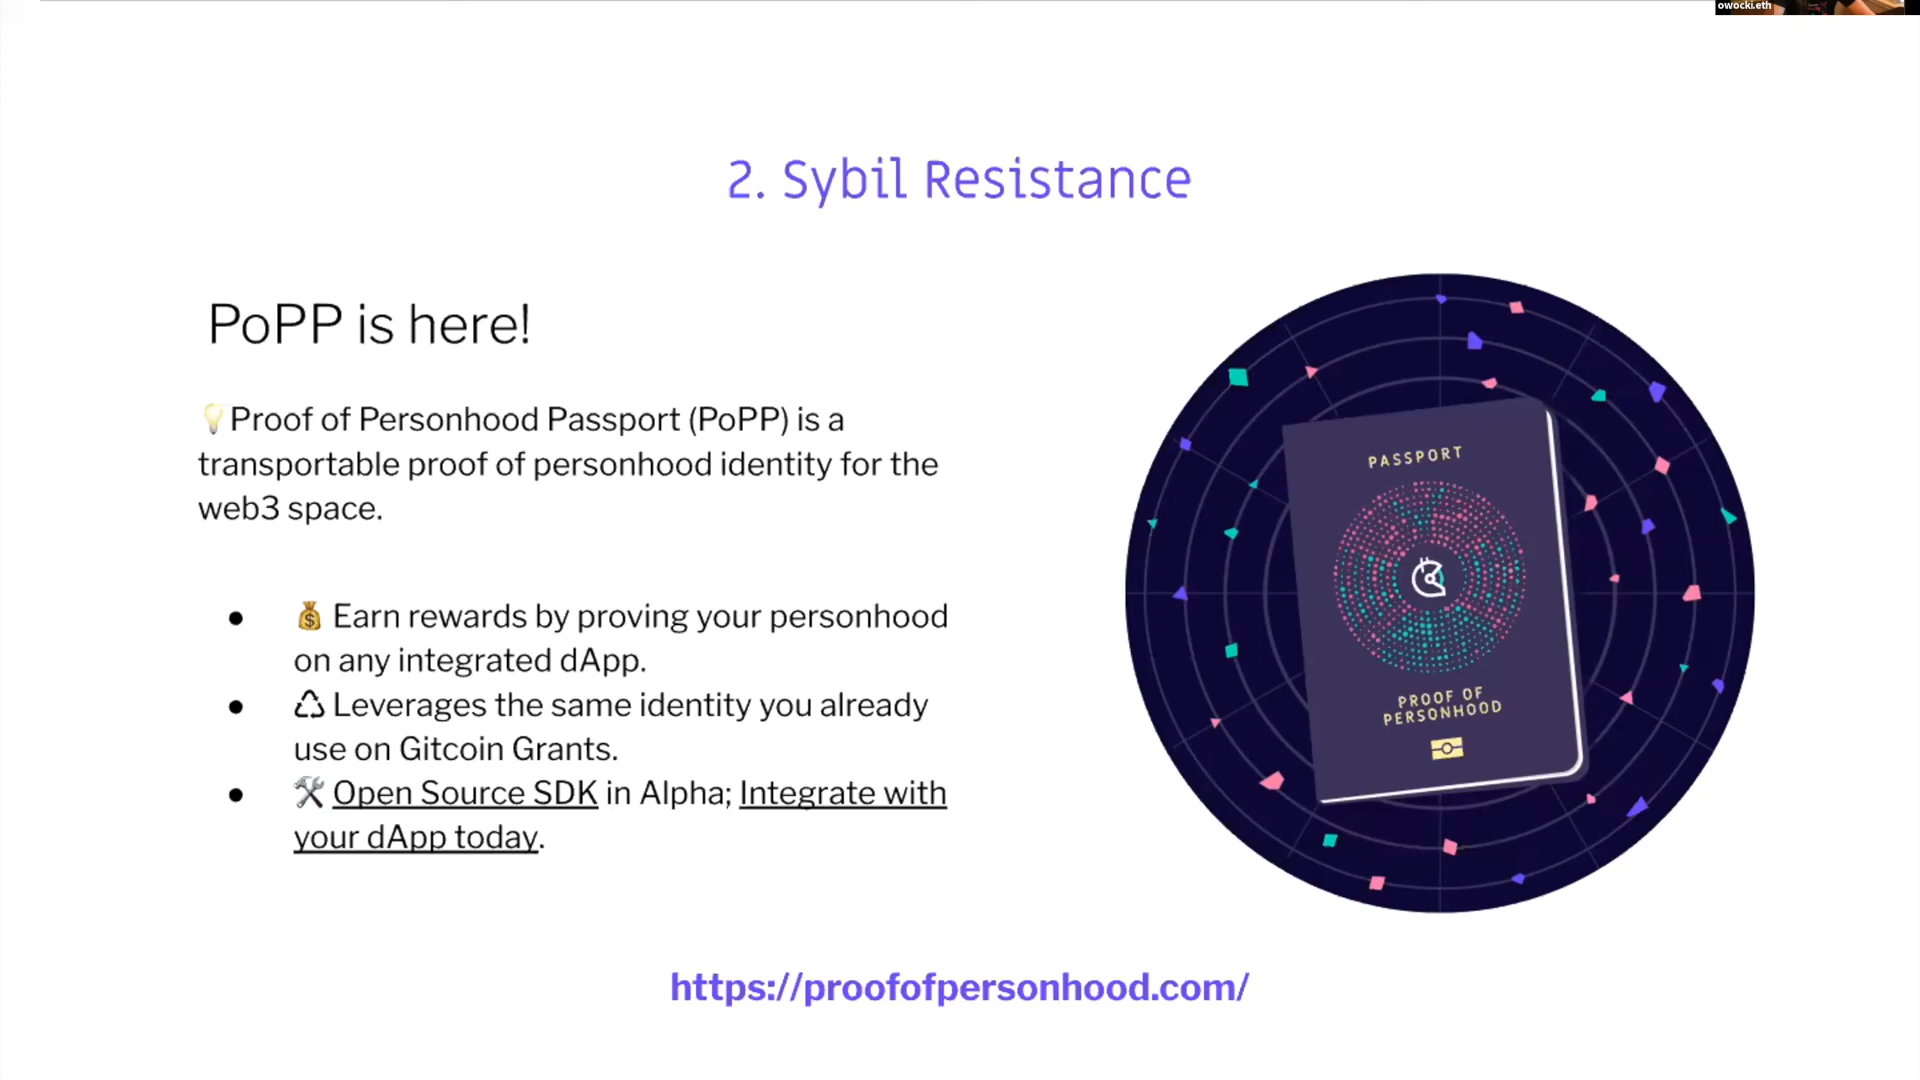 owocki.eth
2. Sybil Resistance
PoPP is here!
💡Proof of Personhood Passport (PoPP) is a
transportable proof of personhood identity for the
web3 space.
● 💰 Earn rewards by proving your personhood
on any integrated dApp.
● ♺ Leverages the same identity you already
use on Gitcoin Grants.
● 🛠 Open Source SDK in Alpha; Integrate with
your dApp today.
PASSPORT
PROOF OF
PERSONHOOD
https://proofofpersonhood.com/